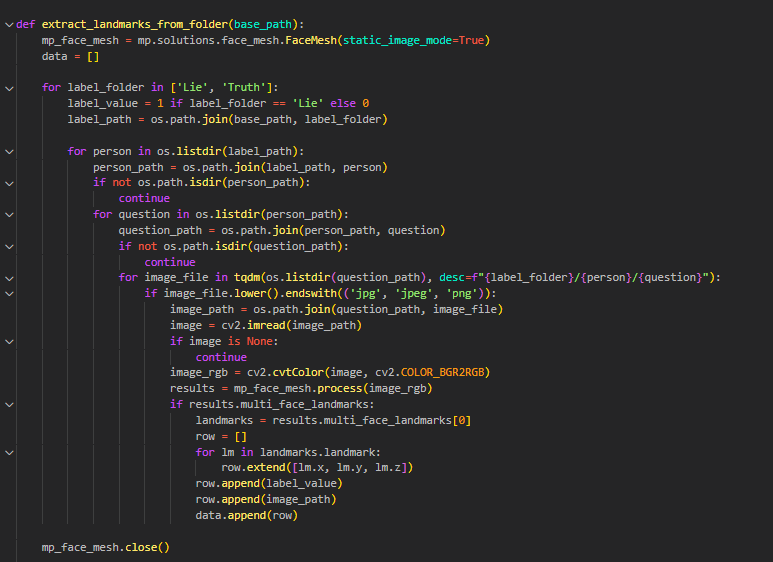 def extract_landmarks_from_folder(base_path):
    mp_face_mesh = mp.solutions.face_mesh.FaceMesh(static_image_mode=True)
    data = []

    for label_folder in ['Lie', 'Truth']:
        label_value = 1 if label_folder == 'Lie' else 0
        label_path = os.path.join(base_path, label_folder)

        for person in os.listdir(label_path):
            person_path = os.path.join(label_path, person)
            if not os.path.isdir(person_path):
                continue
            for question in os.listdir(person_path):
                question_path = os.path.join(person_path, question)
                if not os.path.isdir(question_path):
                    continue
                for image_file in tqdm(os.listdir(question_path), desc=f"{label_folder}/{person}/{question}"):
                    if image_file.lower().endswith(('jpg', 'jpeg', 'png')):
                        image_path = os.path.join(question_path, image_file)
                        image = cv2.imread(image_path)
                        if image is None:
                            continue
                        image_rgb = cv2.cvtColor(image, cv2.COLOR_BGR2RGB)
                        results = mp_face_mesh.process(image_rgb)
                        if results.multi_face_landmarks:
                            landmarks = results.multi_face_landmarks[0]
                            row = []
                            for lm in landmarks.landmark:
                                row.extend([lm.x, lm.y, lm.z])
                            row.append(label_value)
                            row.append(image_path)
                            data.append(row)

    mp_face_mesh.close()